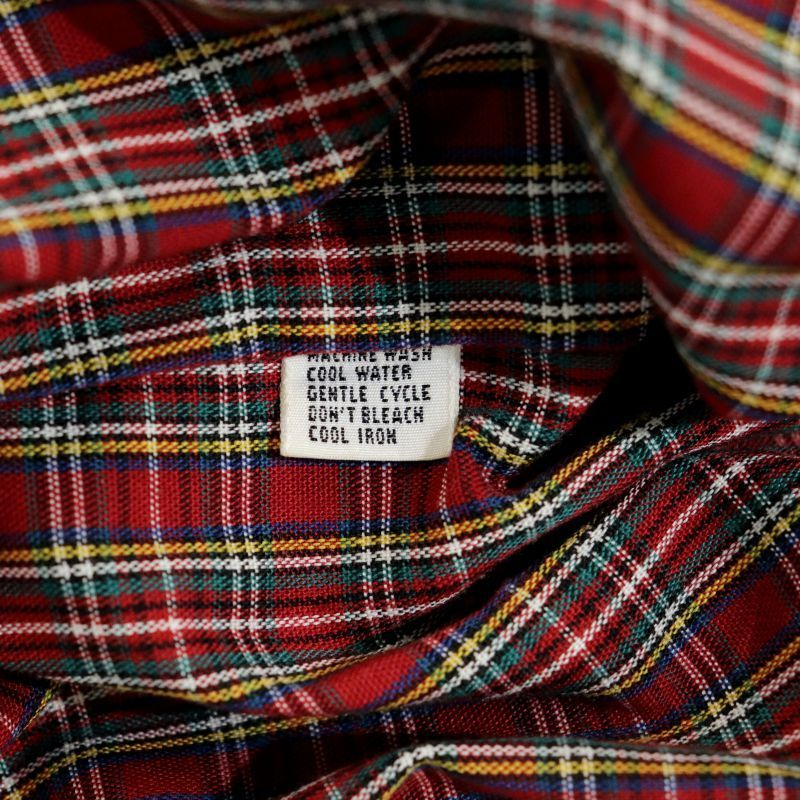 MACHINE WASH
COOL WATER
GENTLE CYCLE
DON'T BLEACH
COOL IRON